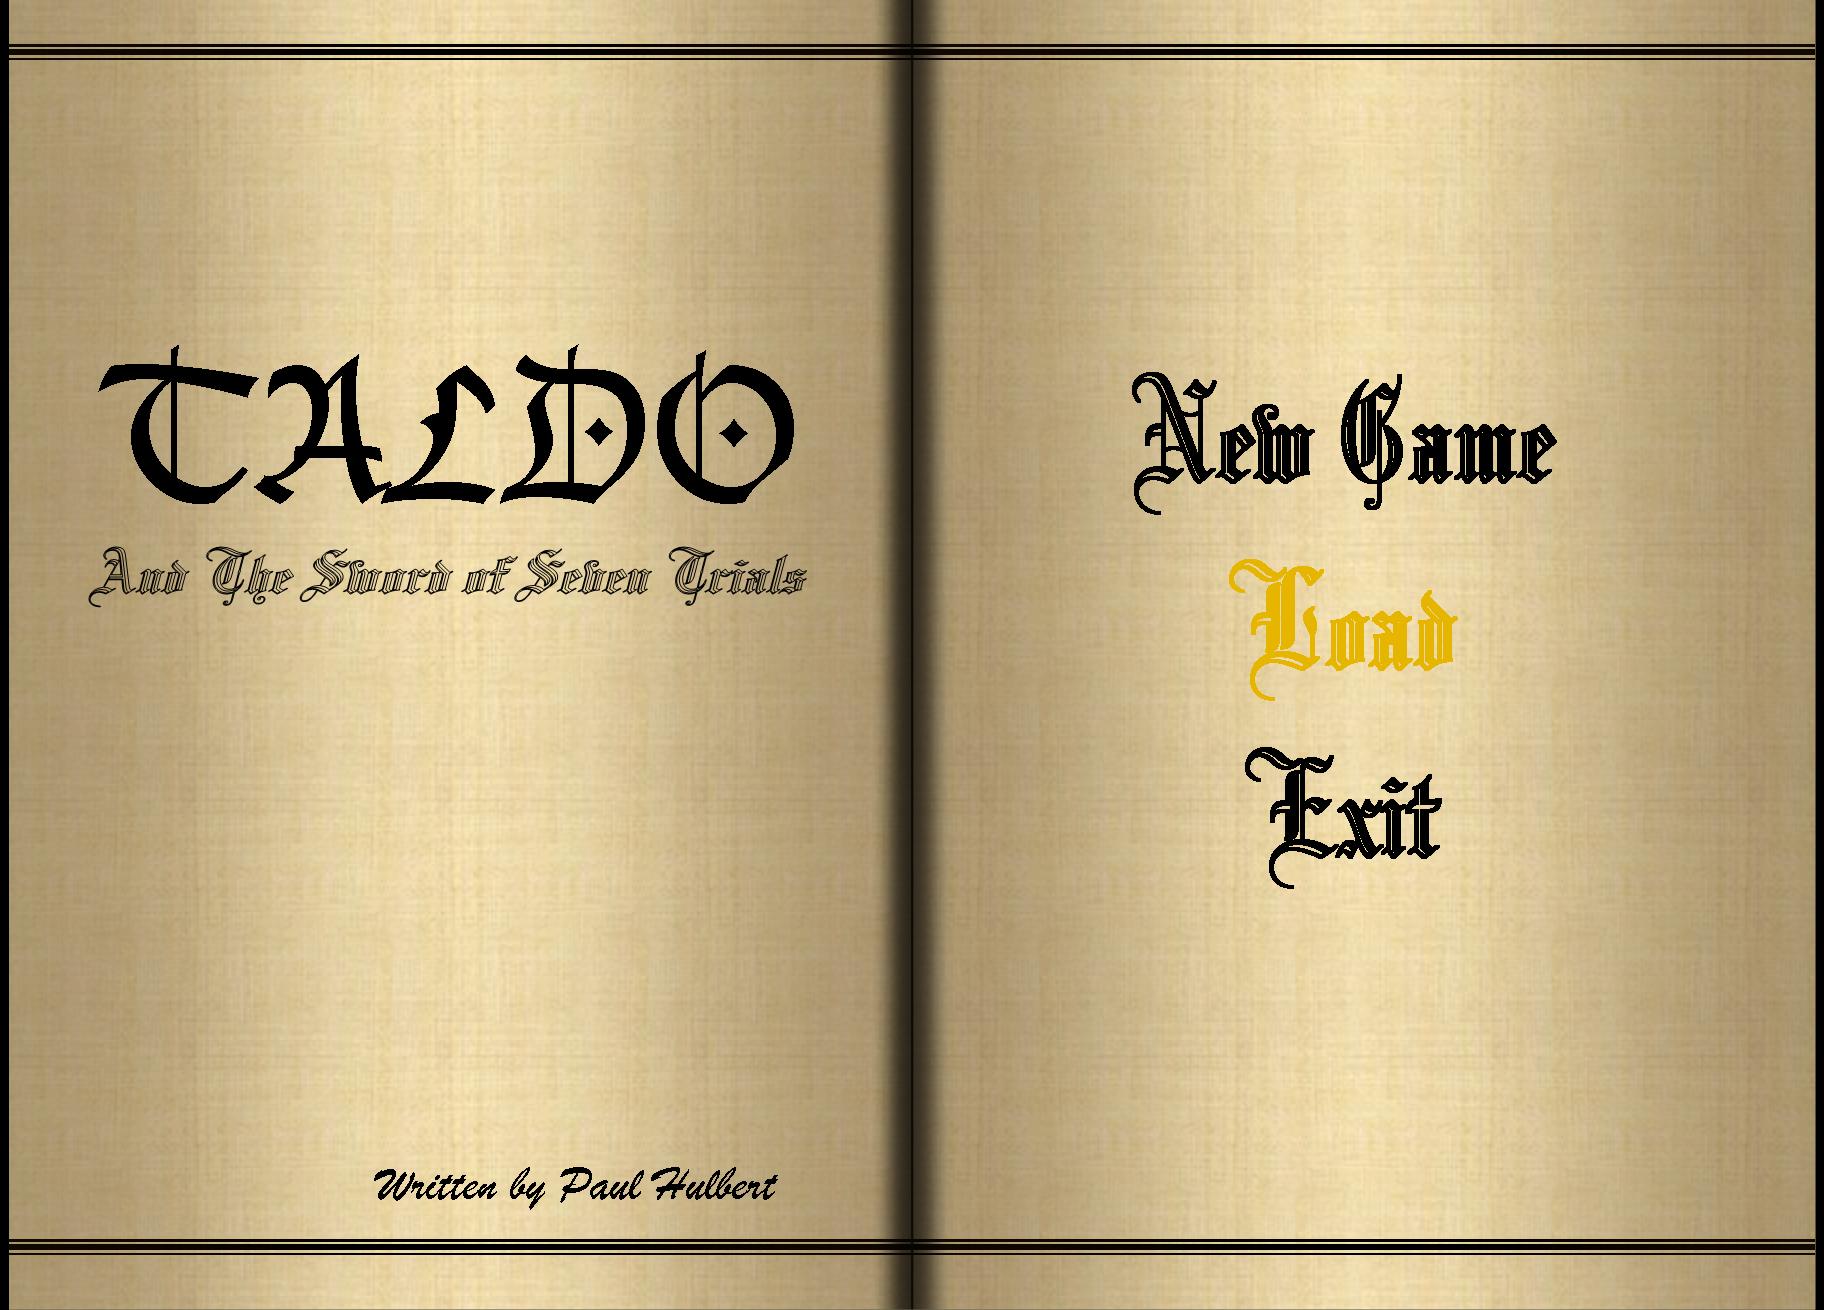 TALDO
And The Sword of Seven Trials
Written by Paul Hulbert
New Game
Load
Exit